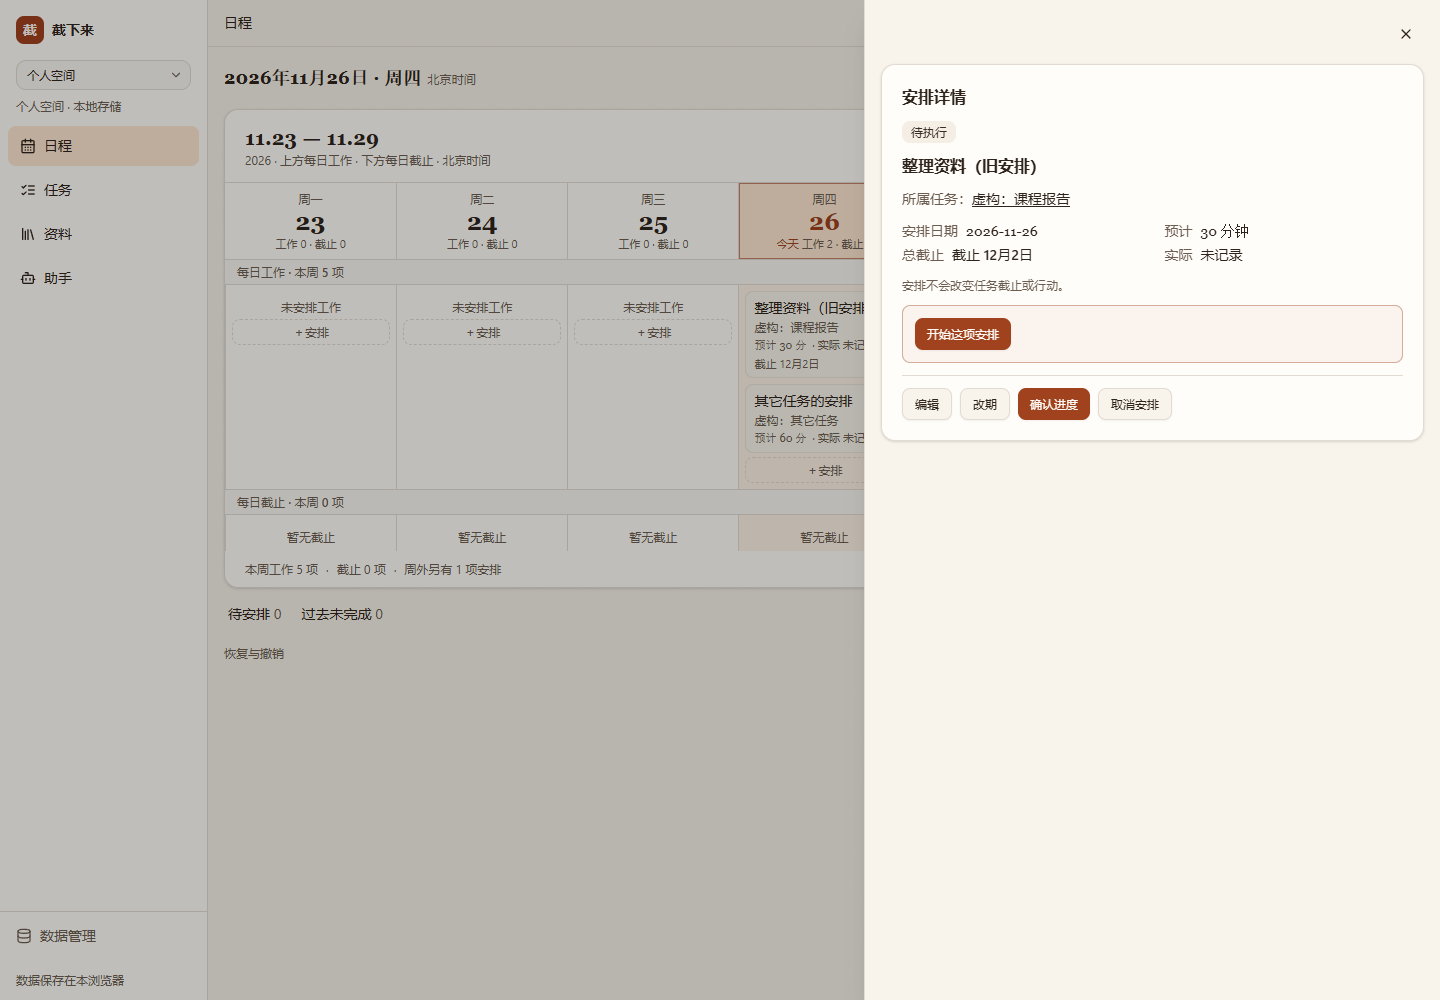 截 截下来
个人空间
个人空间 · 本地存储
日程
任务
资料
助手
数据管理
数据保存在本浏览器
日程
2026年11月26日 · 周四 北京时间
11.23 — 11.29
2026 · 上方每日工作 · 下方每日截止 · 北京时间
周一
23
工作 0 · 截止 0
周二
24
工作 0 · 截止 0
周三
25
工作 0 · 截止 0
周四
26
今天 工作 2 · 截止
每日工作 · 本周 5 项
未安排工作
+ 安排
未安排工作
+ 安排
未安排工作
+ 安排
整理资料（旧安排
虚构：课程报告
预计 30 分 · 实际 未记
截止 12月2日
其它任务的安排
虚构：其它任务
预计 60 分 · 实际 未记
+ 安排
每日截止 · 本周 0 项
暂无截止
暂无截止
暂无截止
暂无截止
本周工作 5 项 · 截止 0 项 · 周外另有 1 项安排
待安排 0 过去未完成 0
恢复与撤销
安排详情
待执行
整理资料（旧安排）
所属任务：虚构：课程报告
安排日期 2026-11-26 预计 30 分钟
总截止 截止 12月2日 实际 未记录
安排不会改变任务截止或行动。
开始这项安排
编辑 改期 确认进度 取消安排